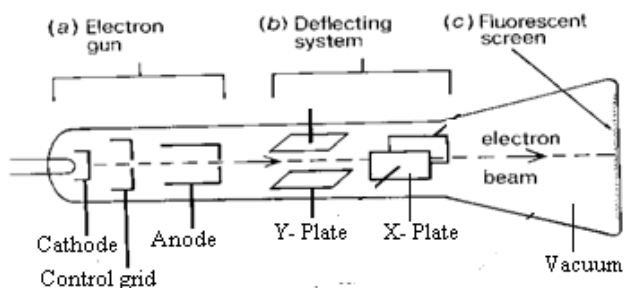 (a) Electron
gun
(b) Deflecting
system
(c) Fluorescent
screen
electron
beam
Cathode
Control grid
Anode
Y- Plate
X- Plate
Vacuum